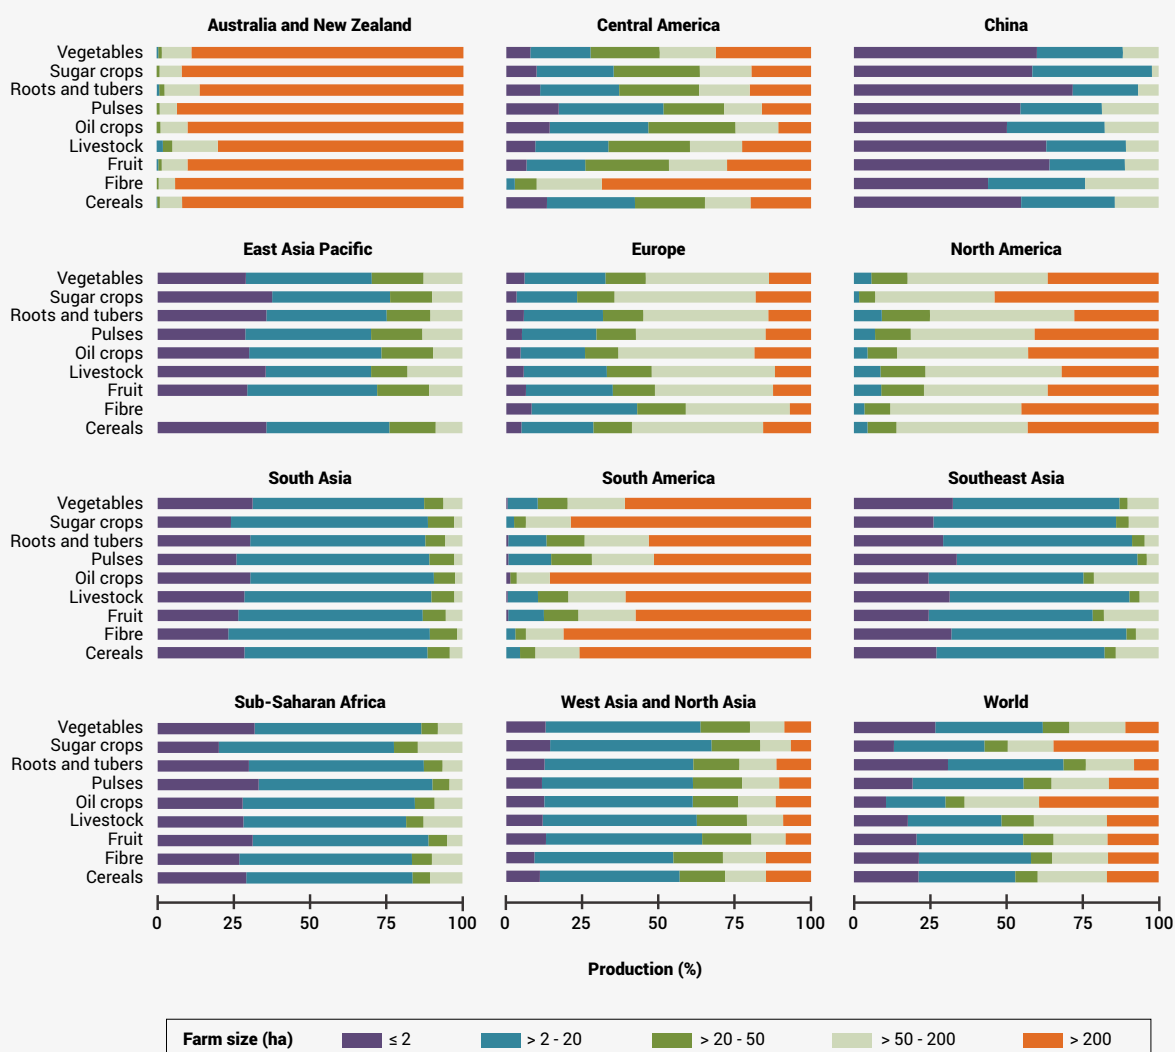 Australia and New Zealand
Central America
China
Vegetables
Sugar crops
Roots and tubers
Pulses
Oil crops
Livestock
Fruit
Fibre
Cereals
East Asia Pacific
Europe
North America
Vegetables
Sugar crops
Roots and tubers
Pulses
Oil crops
Livestock
Fruit
Fibre
Cereals
South Asia
South America
Southeast Asia
Vegetables
Sugar crops
Roots and tubers
Pulses
Oil crops
Livestock
Fruit
Fibre
Cereals
Sub-Saharan Africa
West Asia and North Asia
World
Vegetables
Sugar crops
Roots and tubers
Pulses
Oil crops
Livestock
Fruit
Fibre
Cereals
0 25 50 75 100
0 25 50 75 100
0 25 50 75 100
Production (%)
Farm size (ha) ≤ 2 > 2 - 20 > 20 - 50 > 50 - 200 > 200